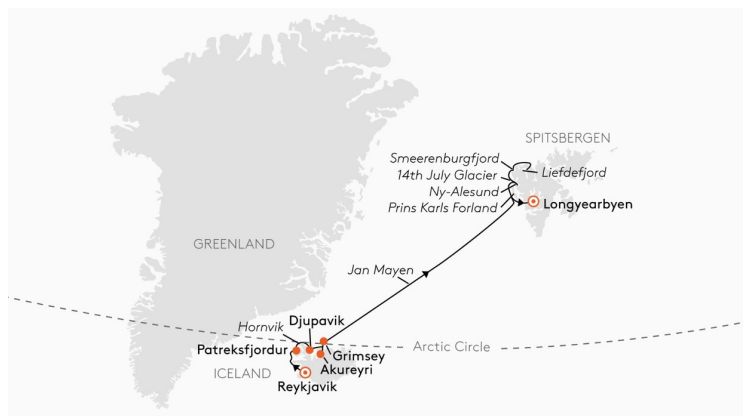 SPITSBERGEN
Smeerenburgfjord
14th July Glacier
Liefdefjord
Ny-Alesund
Prins Karls Forland
Longyearbyen
GREENLAND
Jan Mayen
Hornvik
Djupavik
Patreksfjordur
Grimsey
Arctic Circle
Akureyri
ICELAND
Reykjavik